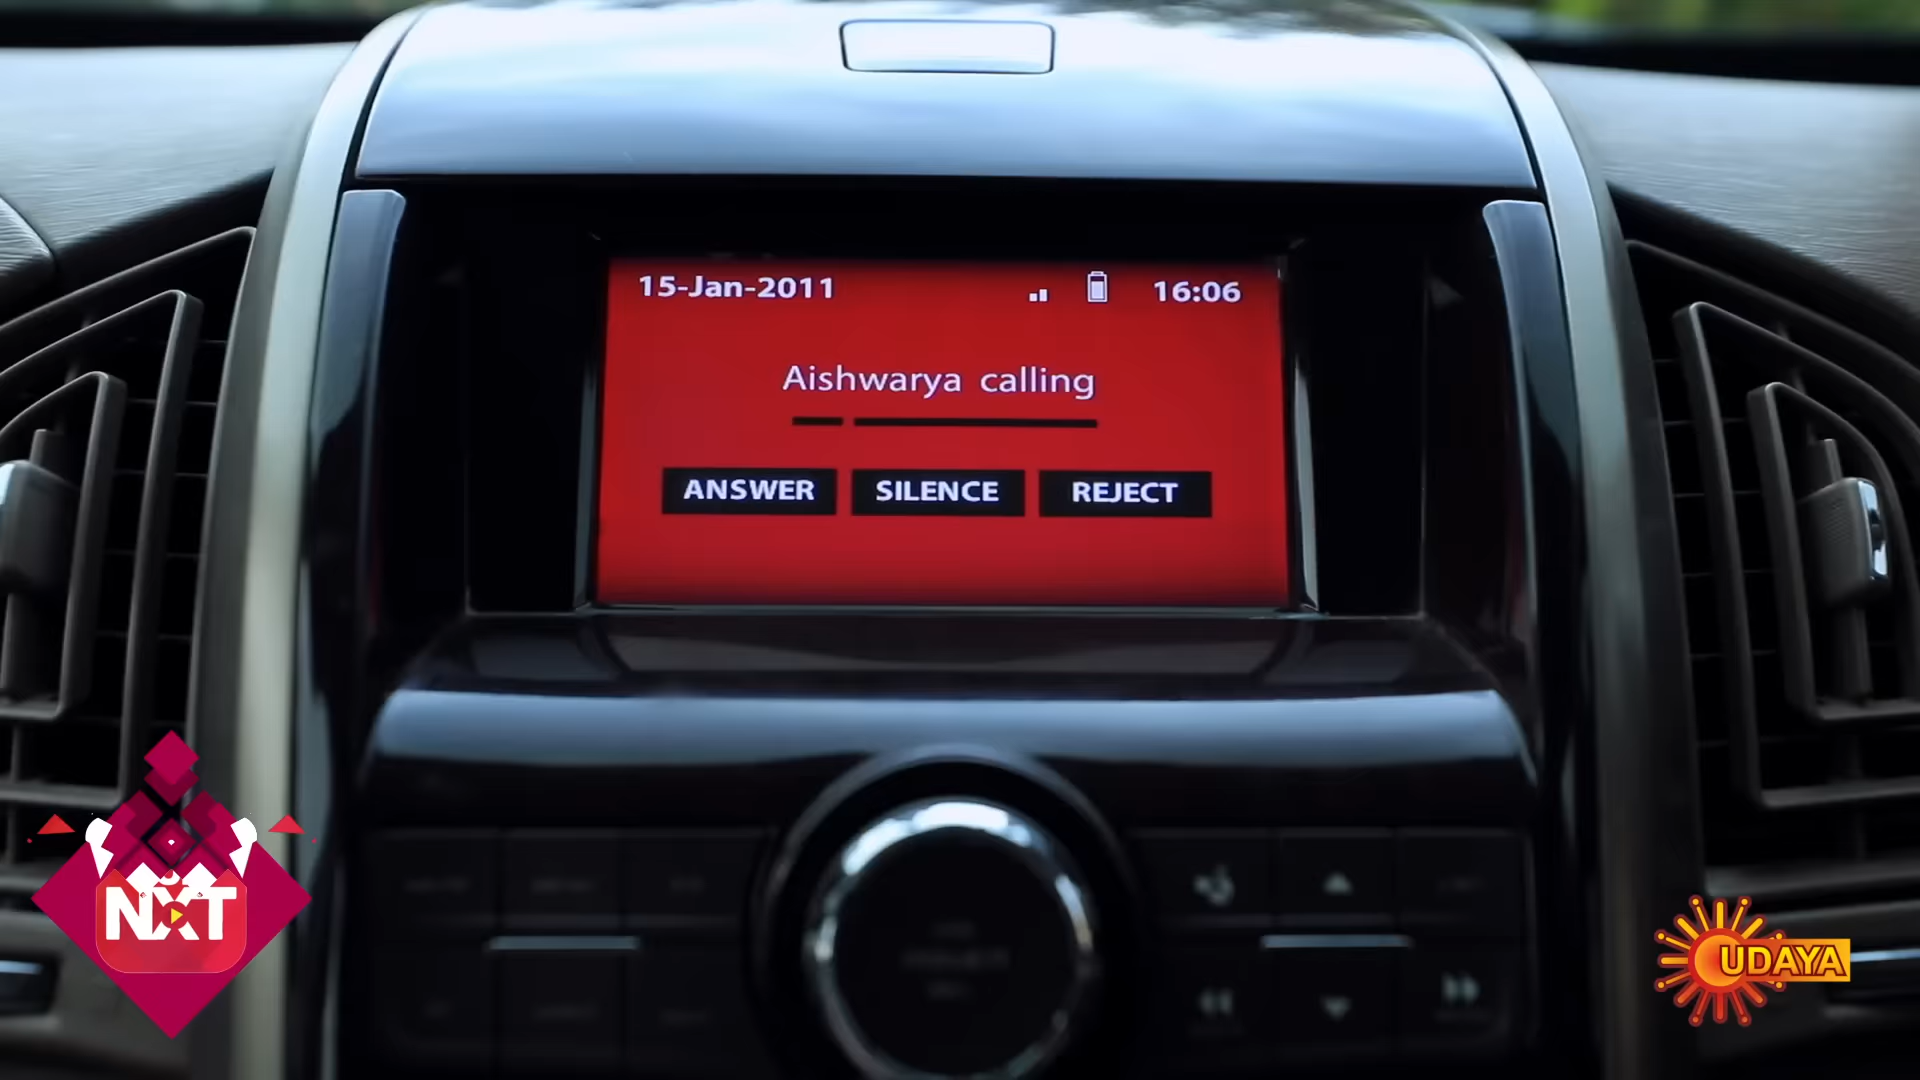 15-Jan-2011 16:06
Aishwarya calling
ANSWER SILENCE REJECT
NXT
UDAYA